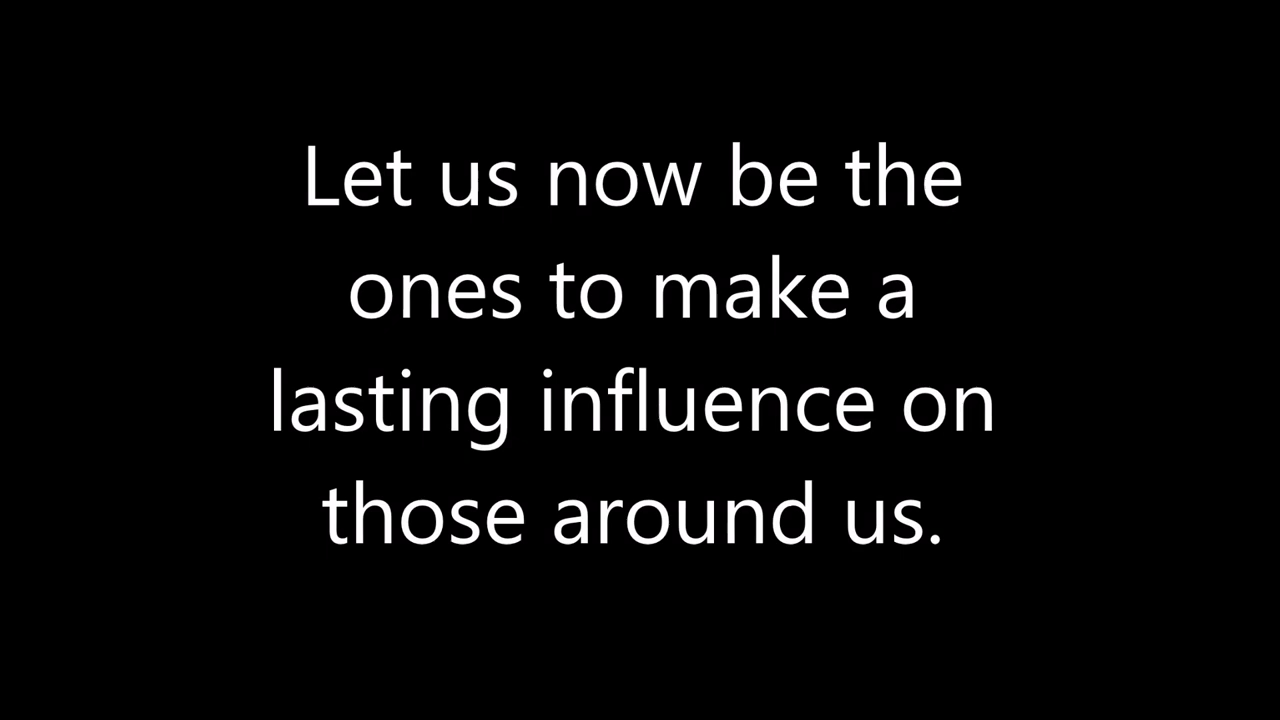 Let us now be the
ones to make a
lasting influence on
those around us.